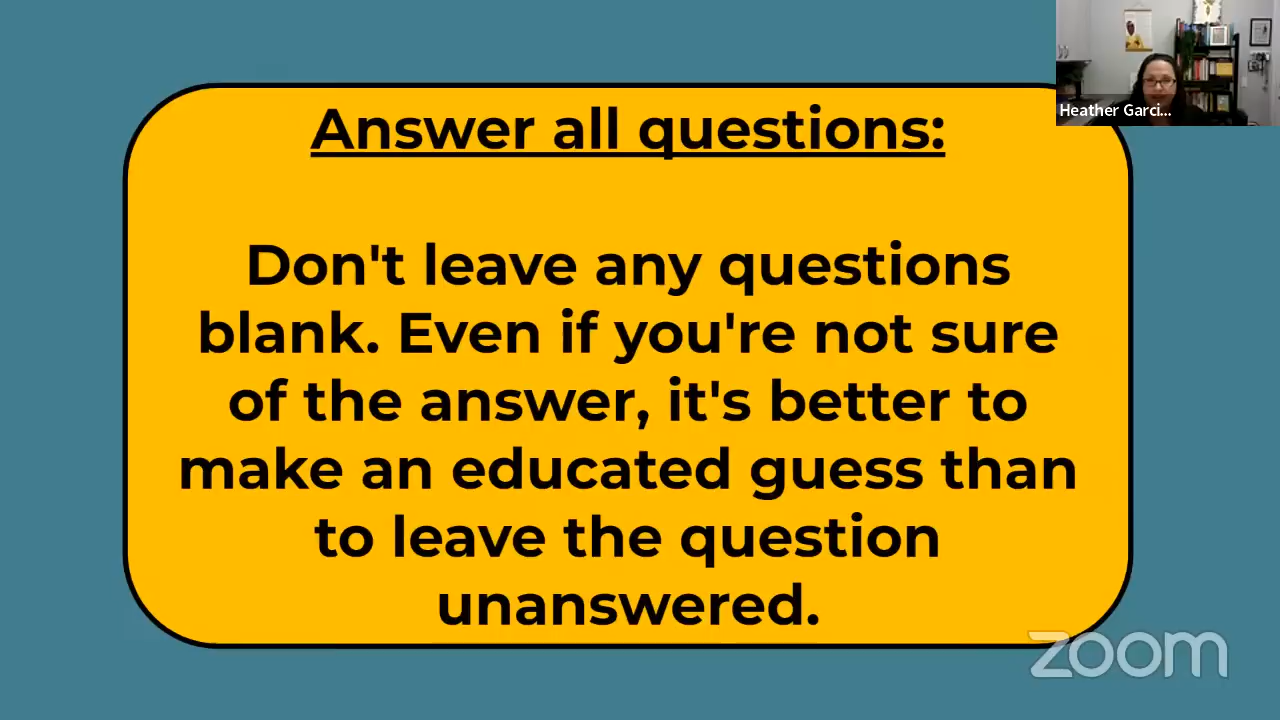 Answer all questions:
Don't leave any questions
blank. Even if you're not sure
of the answer, it's better to
make an educated guess than
to leave the question
unanswered.
Heather Garci...
zoom